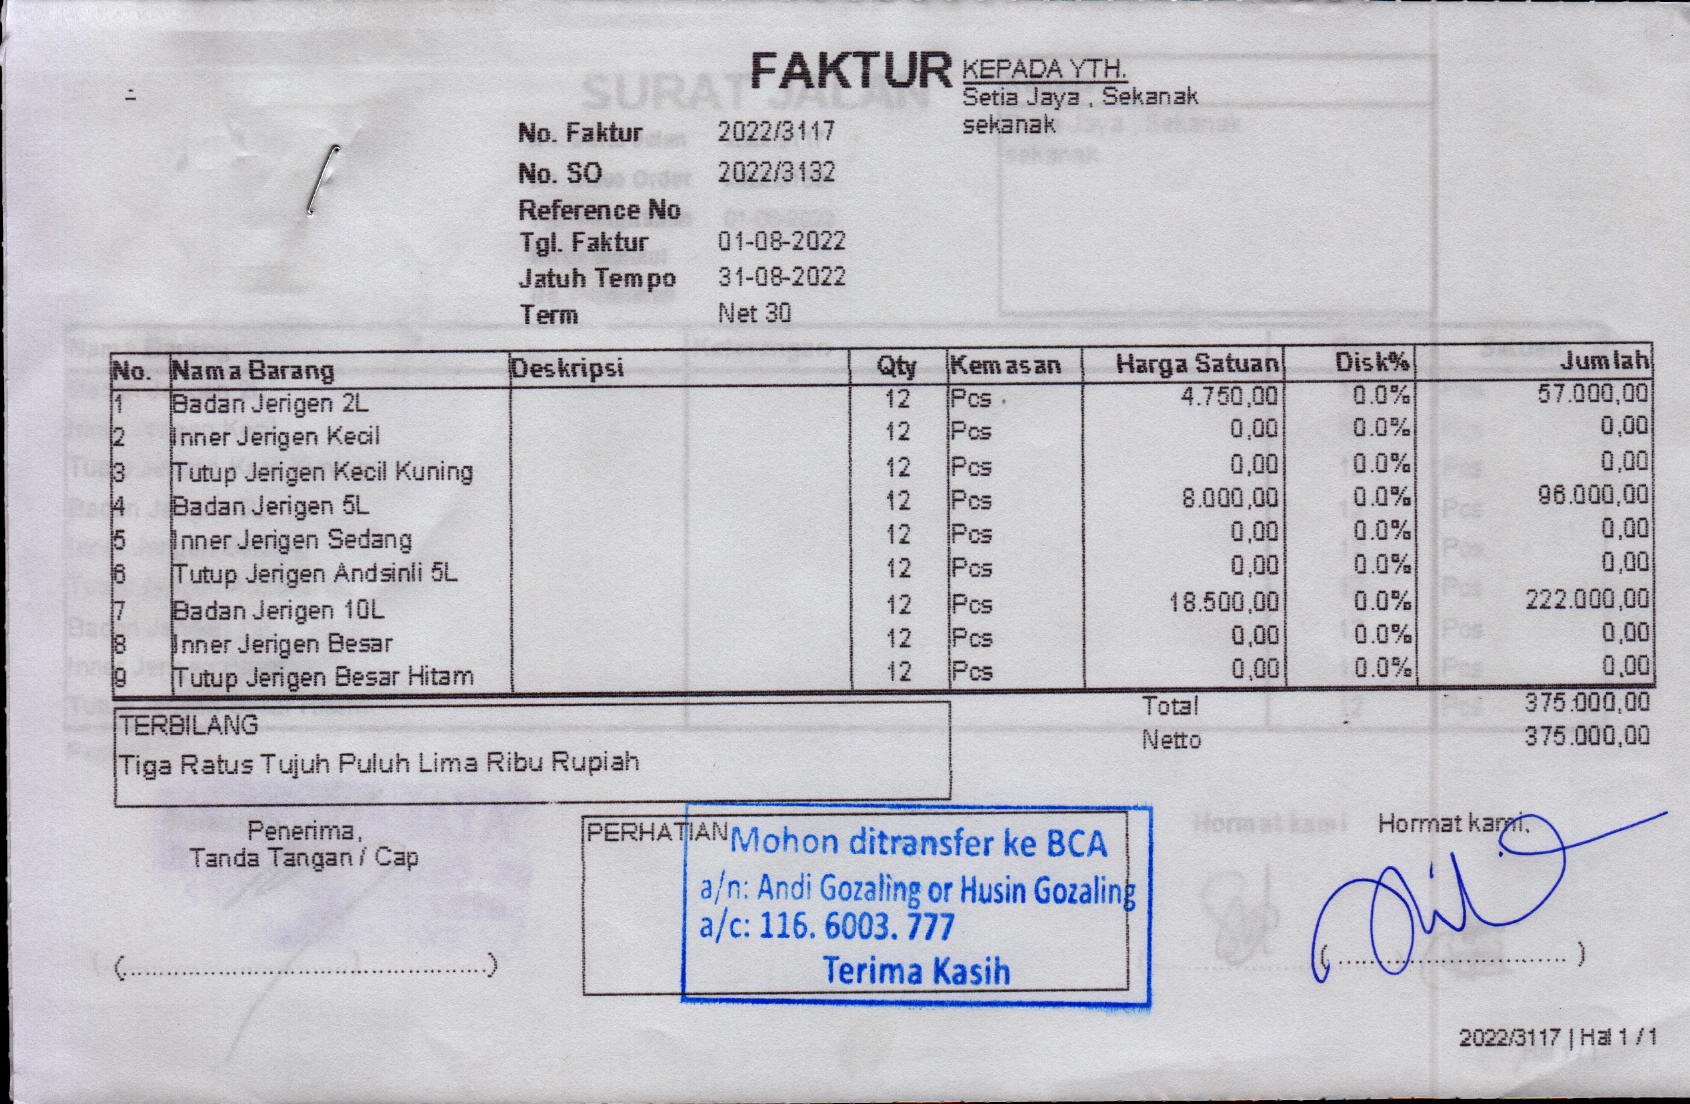 FAKTUR
KEPADA YTH.
Setia Jaya , Sekanak
sekanak
No. Faktur 2022/3117
No. SO 2022/3132
Reference No
Tgl. Faktur 01-08-2022
Jatuh Tempo 31-08-2022
Term Net 30
No. Nama Barang Deskripsi Qty Kemasan Harga Satuan Disk% Jumlah
1 Badan Jerigen 2L 12 Pcs 4.750,00 0.0% 57.000,00
2 Inner Jerigen Kecil 12 Pcs 0,00 0.0% 0,00
3 Tutup Jerigen Kecil Kuning 12 Pcs 0,00 0.0% 0,00
4 Badan Jerigen 5L 12 Pcs 8.000,00 0.0% 96.000,00
5 Inner Jerigen Sedang 12 Pcs 0,00 0.0% 0,00
6 Tutup Jerigen Andsinli 5L 12 Pcs 0,00 0.0% 0,00
7 Badan Jerigen 10L 12 Pcs 18.500,00 0.0% 222.000,00
8 Inner Jerigen Besar 12 Pcs 0,00 0.0% 0,00
9 Tutup Jerigen Besar Hitam 12 Pcs 0,00 0.0% 0,00
Total 375.000,00
Netto 375.000,00
TERBILANG
Tiga Ratus Tujuh Puluh Lima Ribu Rupiah
Penerima,
Tanda Tangan / Cap
(..................................................)
PERHATIAN
Mohon ditransfer ke BCA
a/n: Andi Gozaling or Husin Gozaling
a/c: 116. 6003. 777
Terima Kasih
Hormat kami,
(................................)
2022/3117 | Hal 1 / 1